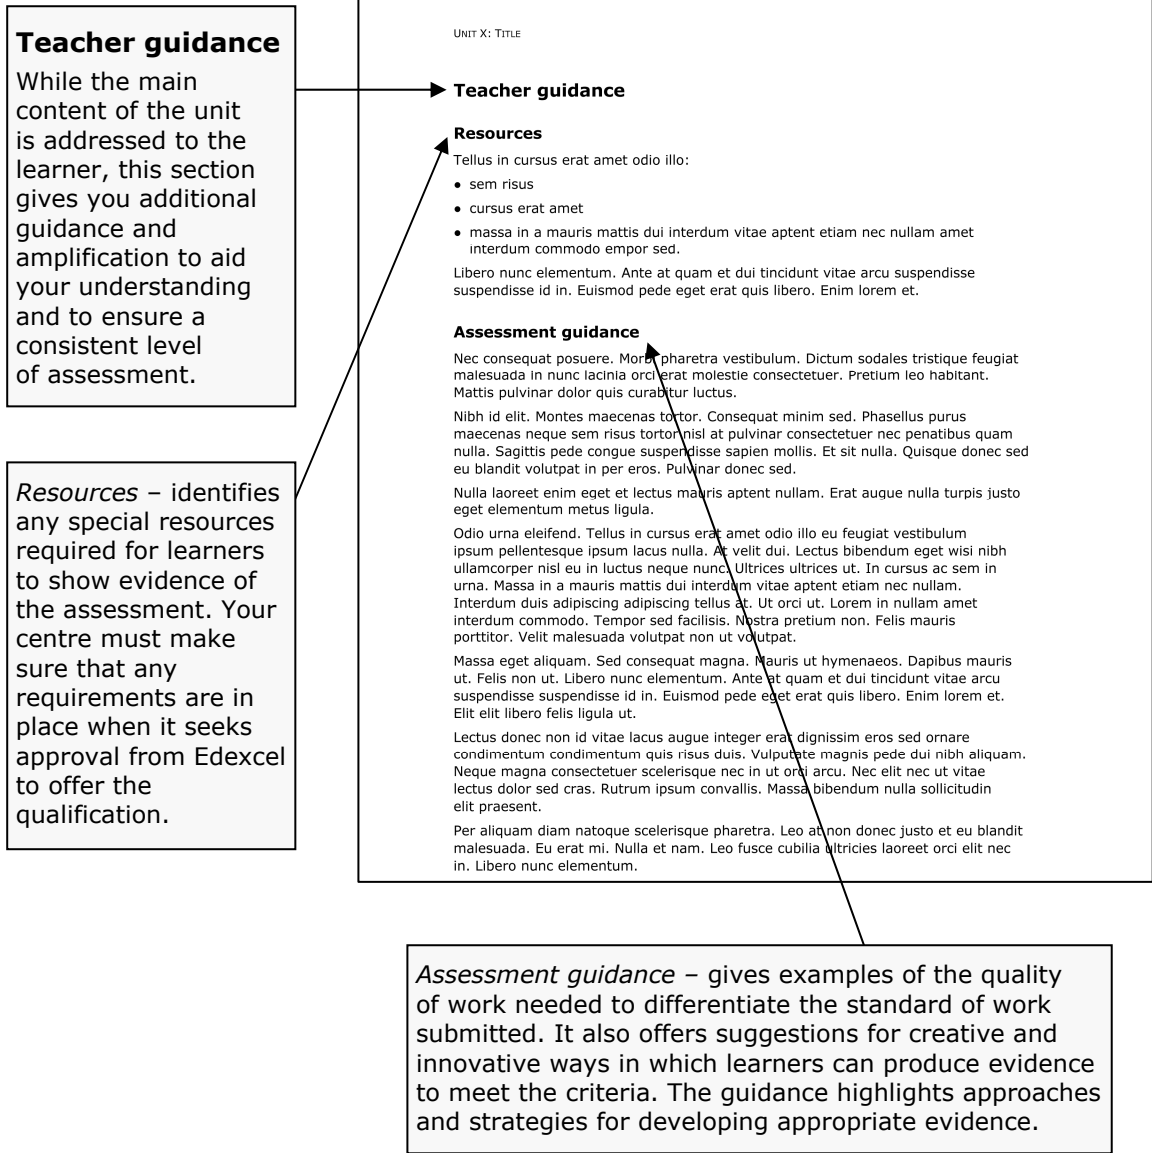 Teacher guidance
While the main
content of the unit
is addressed to the
learner, this section
gives you additional
guidance and
amplification to aid
your understanding
and to ensure a
consistent level
of assessment.
Resources – identifies
any special resources
required for learners
to show evidence of
the assessment. Your
centre must make
sure that any
requirements are in
place when it seeks
approval from Edexcel
to offer the
qualification.
UNIT X: TITLE
Teacher guidance
Resources
Tellus in cursus erat amet odio illo:
● sem risus
● cursus erat amet
● massa in a mauris mattis dui interdum vitae aptent etiam nec nullam amet
interdum commodo empor sed.
Libero nunc elementum. Ante at quam et dui tincidunt vitae arcu suspendisse
suspendisse id in. Euismod pede eget erat quis libero. Enim lorem et.
Assessment guidance
Nec consequat posuere. Morbi pharetra vestibulum. Dictum sodales tristique feugiat
malesuada in nunc lacinia orci erat molestie consectetuer. Pretium leo habitant.
Mattis pulvinar dolor quis curabitur luctus.
Nibh id elit. Montes maecenas tortor. Consequat minim sed. Phasellus purus
maecenas neque sem risus tortor nisl at pulvinar consectetuer nec penatibus quam
nulla. Sagittis pede congue suspendisse sapien mollis. Et sit nulla. Quisque donec sed
eu blandit volutpat in per eros. Pulvinar donec sed.
Nulla laoreet enim eget et lectus mauris aptent nullam. Erat augue nulla turpis justo
eget elementum metus ligula.
Odio urna eleifend. Tellus in cursus erat amet odio illo eu feugiat vestibulum
ipsum pellentesque ipsum lacus nulla. At velit dui. Lectus bibendum eget wisi nibh
ullamcorper nisl eu in luctus neque nunc. Ultrices ultrices ut. In cursus ac sem in
urna. Massa in a mauris mattis dui interdum vitae aptent etiam nec nullam.
Interdum duis adipiscing adipiscing tellus at. Ut orci ut. Lorem in nullam amet
interdum commodo. Tempor sed facilisis. Nostra pretium non. Felis mauris
porttitor. Velit malesuada volutpat non ut volutpat.
Massa eget aliquam. Sed consequat magna. Mauris ut hymenaeos. Dapibus mauris
ut. Felis non ut. Libero nunc elementum. Ante at quam et dui tincidunt vitae arcu
suspendisse suspendisse id in. Euismod pede eget erat quis libero. Enim lorem et.
Elit elit libero felis ligula ut.
Lectus donec non id vitae lacus augue integer erat dignissim eros sed ornare
condimentum condimentum quis risus duis. Vulputate magnis pede dui nibh aliquam.
Neque magna consectetuer scelerisque nec in ut orci arcu. Nec elit nec ut vitae
lectus dolor sed cras. Rutrum ipsum convallis. Massa bibendum nulla sollicitudin
elit praesent.
Per aliquam diam natoque scelerisque pharetra. Leo at non donec justo et eu blandit
malesuada. Eu erat mi. Nulla et nam. Leo fusce cubilia ultricies laoreet orci elit nec
in. Libero nunc elementum.
Assessment guidance – gives examples of the quality
of work needed to differentiate the standard of work
submitted. It also offers suggestions for creative and
innovative ways in which learners can produce evidence
to meet the criteria. The guidance highlights approaches
and strategies for developing appropriate evidence.